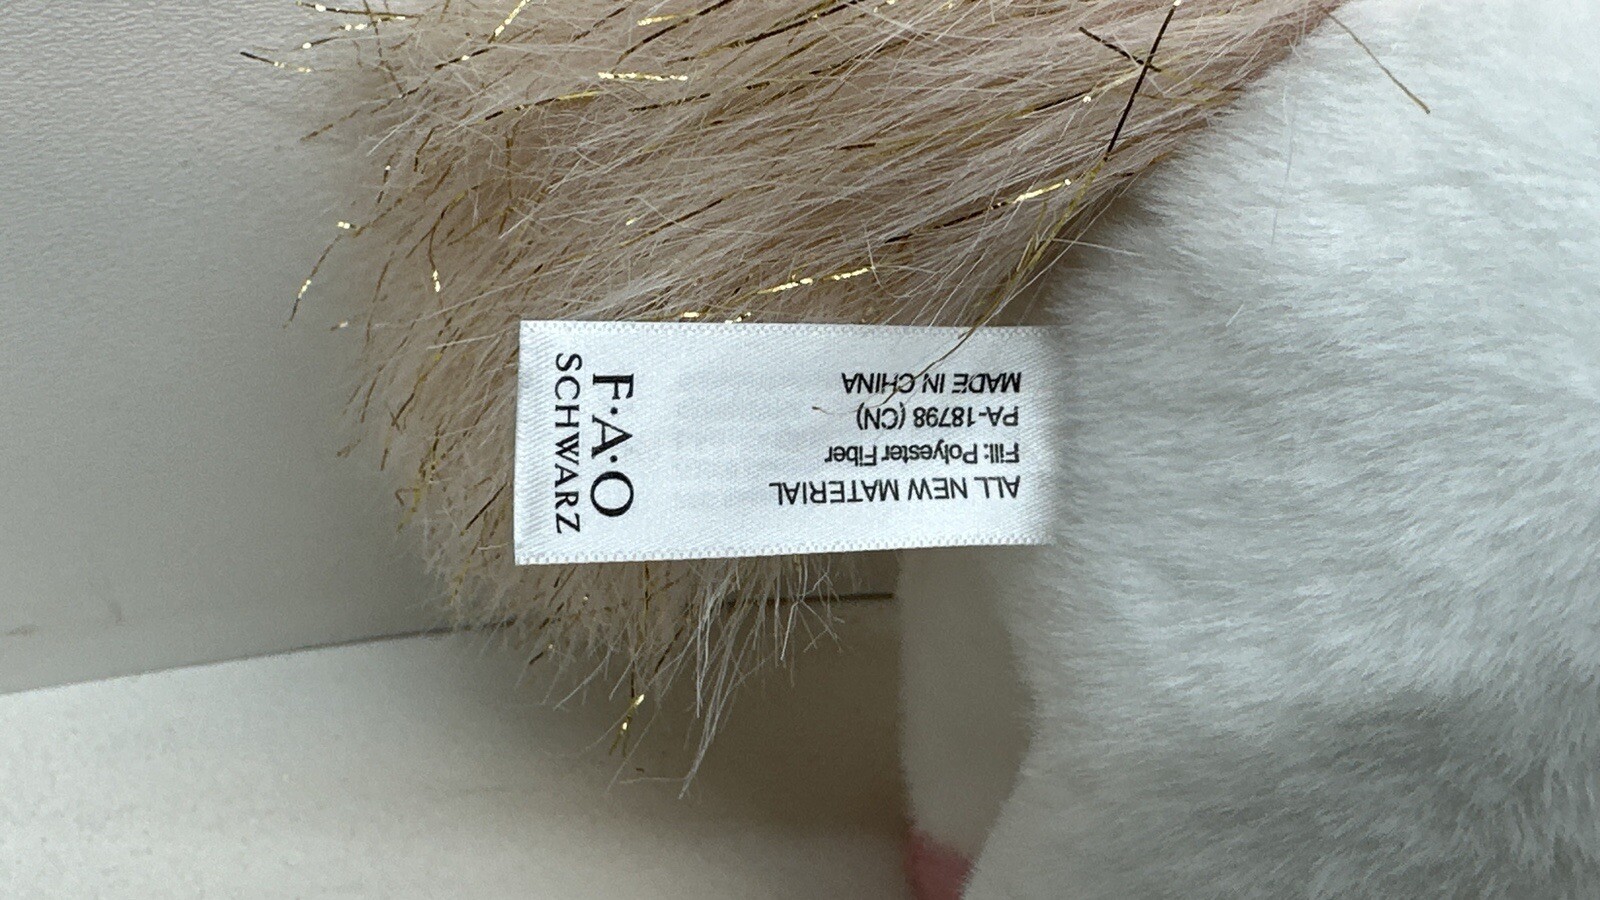 F·A·O
SCHWARZ
ALL NEW MATERIAL
Fill: Polyester Fiber
PA-18798 (CN)
MADE IN CHINA